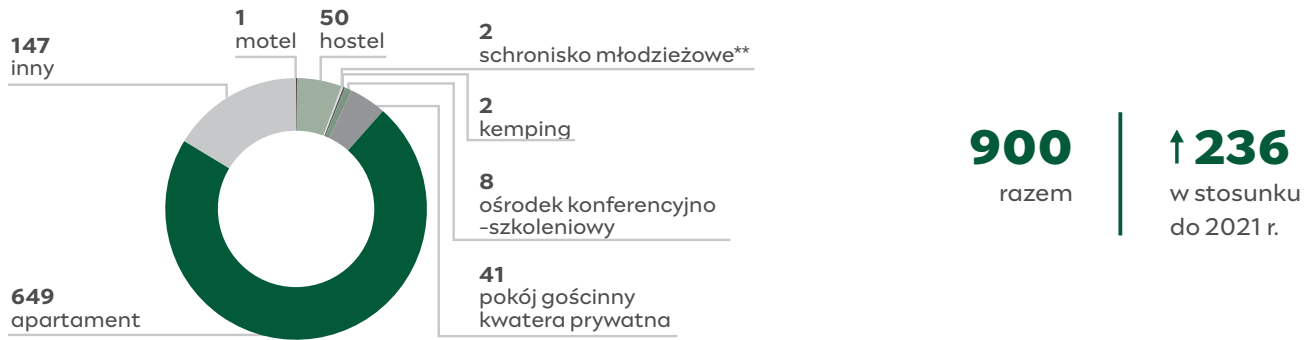 147
inny
1
motel
50
hostel
2
schronisko młodzieżowe**
2
kemping
8
ośrodek konferencyjno
-szkoleniowy
41
pokój gościnny
kwatera prywatna
649
apartament
900
razem
↑236
w stosunku
do 2021 r.